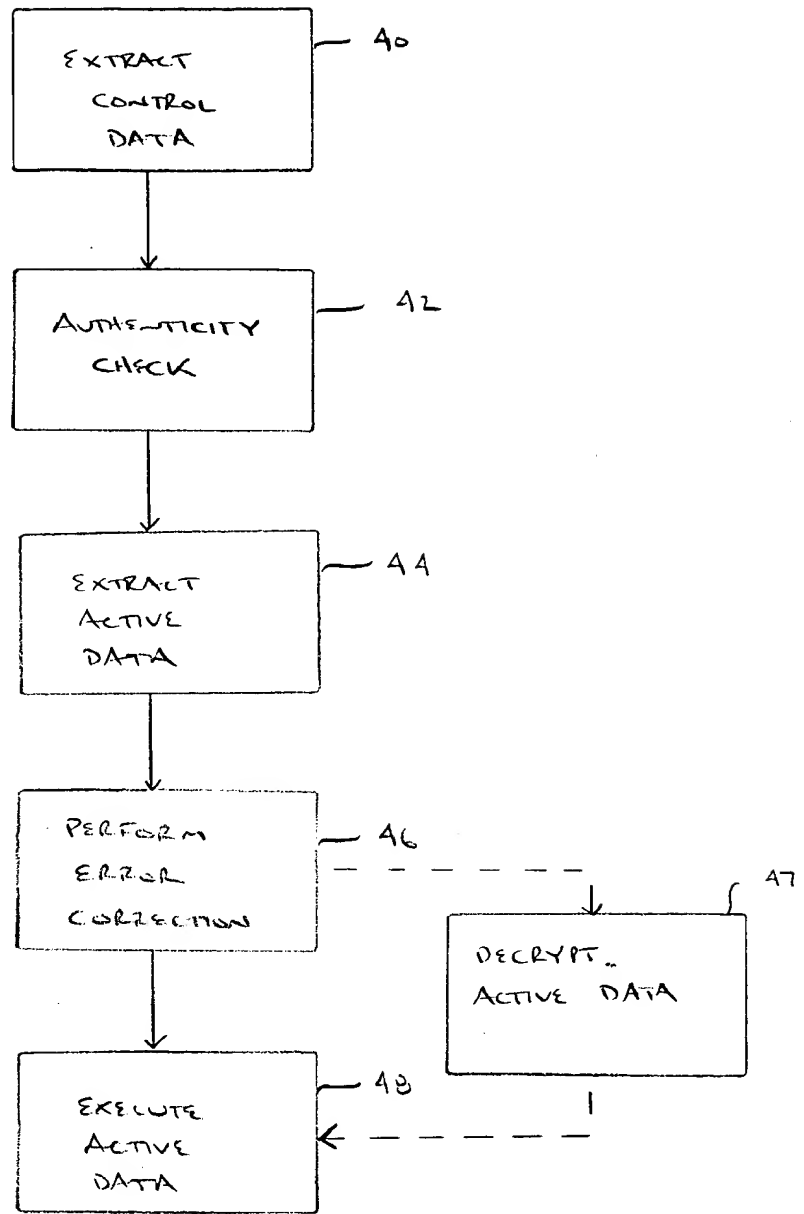 EXTRACT
CONTROL
DATA
40
AUTHENTICITY
CHECK
42
EXTRACT
ACTIVE
DATA
44
PERFORM
ERROR
CORRECTION
46
DECRYPT
ACTIVE DATA
47
EXECUTE
ACTIVE
DATA
48